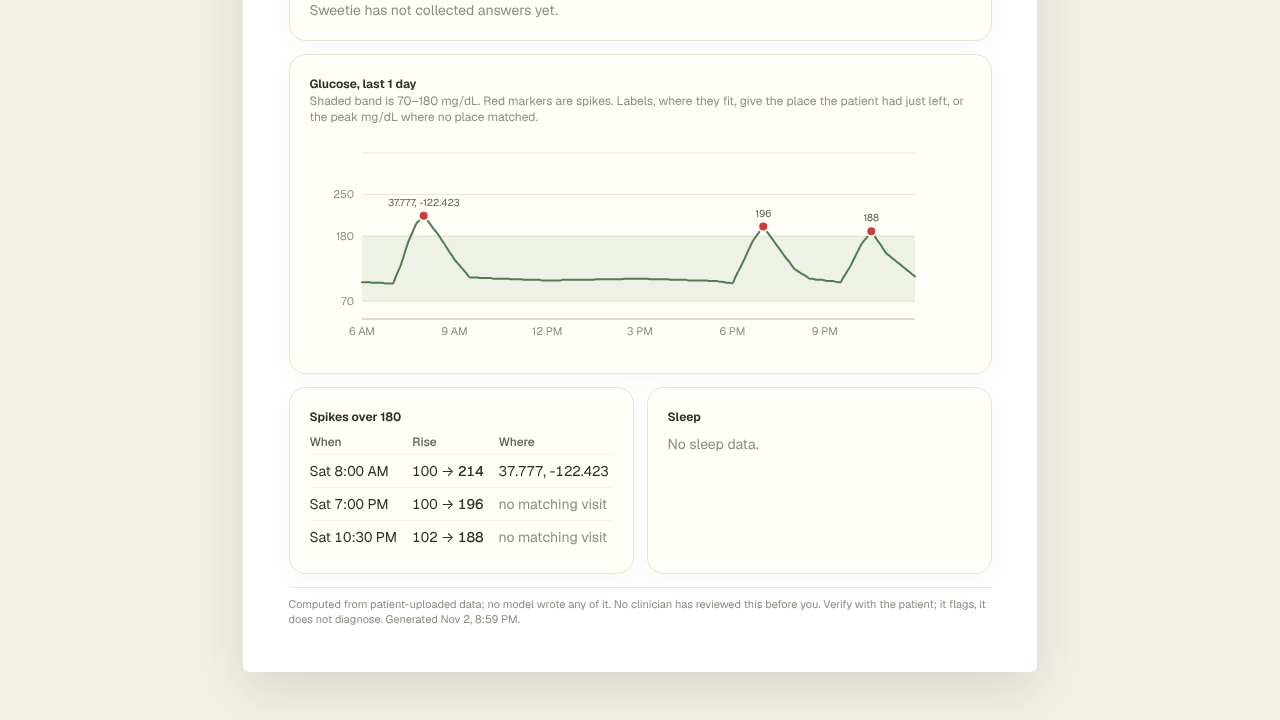 Sweetie has not collected answers yet.
Glucose, last 1 day
Shaded band is 70–180 mg/dL. Red markers are spikes. Labels, where they fit, give the place the patient had just left, or
the peak mg/dL where no place matched.
250
37.777, -122.423
196
188
180
70
6 AM 9 AM 12 PM 3 PM 6 PM 9 PM
Spikes over 180
When Rise Where
Sat 8:00 AM 100 → 214 37.777, -122.423
Sat 7:00 PM 100 → 196 no matching visit
Sat 10:30 PM 102 → 188 no matching visit
Sleep
No sleep data.
Computed from patient-uploaded data; no model wrote any of it. No clinician has reviewed this before you. Verify with the patient; it flags, it
does not diagnose. Generated Nov 2, 8:59 PM.